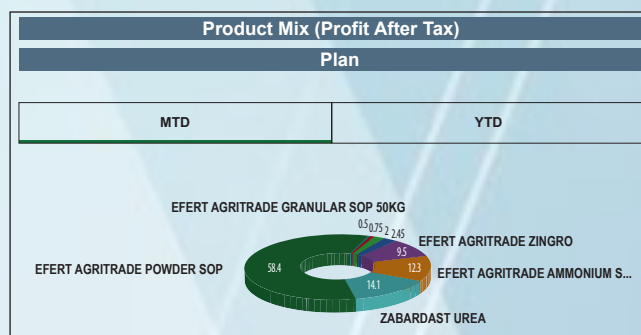 Product Mix (Profit After Tax)
Plan
MTD YTD
EFERT AGRITRADE GRANULAR SOP 50KG
0.5 0.75 2 2.45
9.5 EFERT AGRITRADE ZINGRO
EFERT AGRITRADE POWDER SOP 58.4 12.3 EFERT AGRITRADE AMMONIUM S...
14.1
ZABARDAST UREA